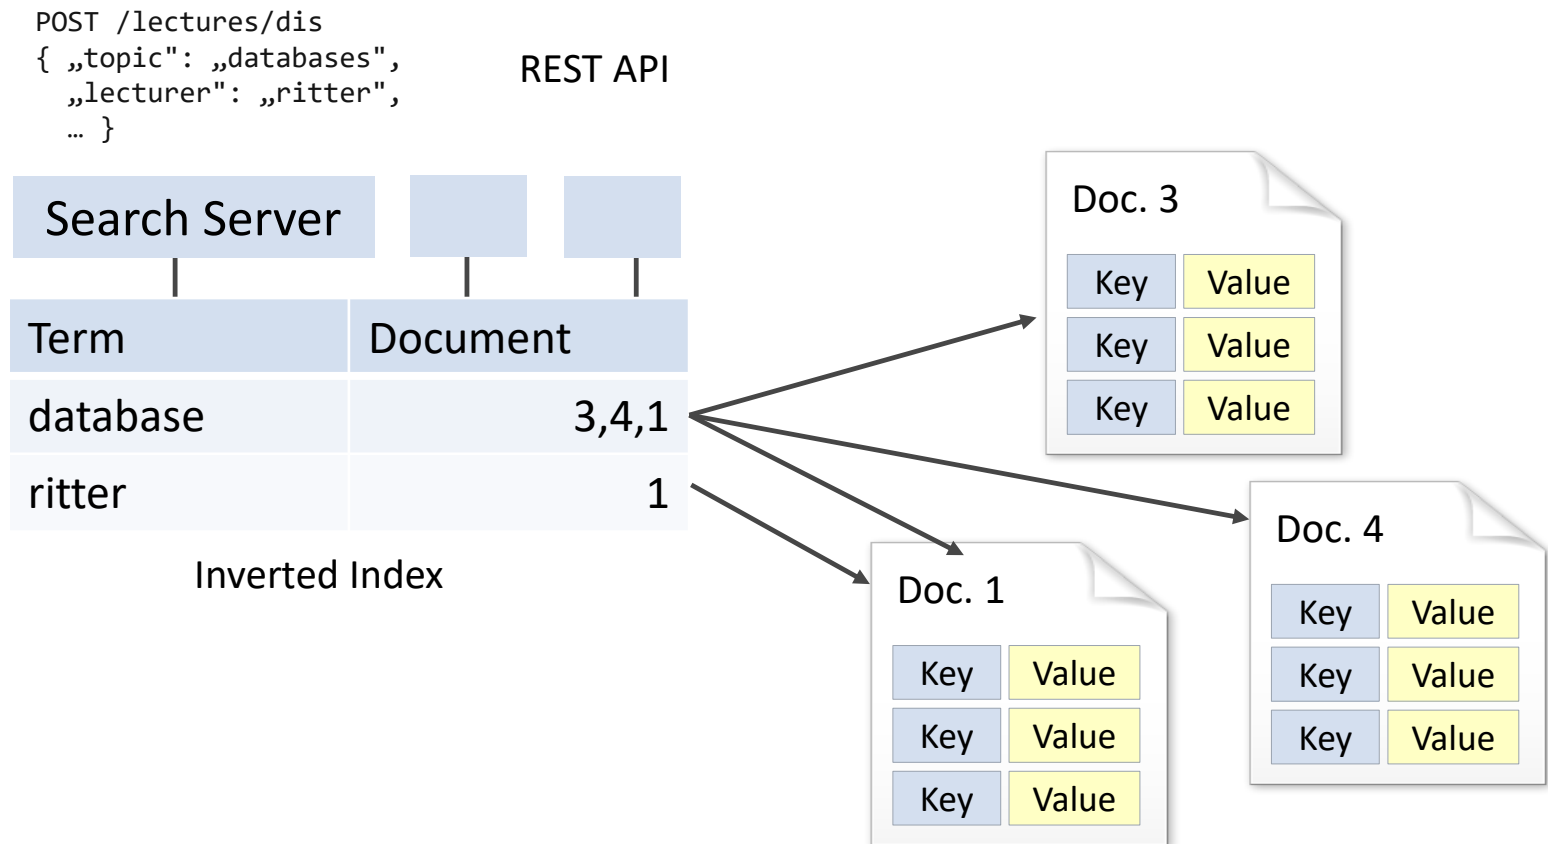 POST /lectures/dis
{ „topic": „databases",
„lecturer": „ritter",
… }
REST API
Search Server
Term Document
database 3,4,1
ritter 1
Inverted Index
Doc. 3
Key Value
Key Value
Key Value
Doc. 4
Key Value
Key Value
Key Value
Doc. 1
Key Value
Key Value
Key Value